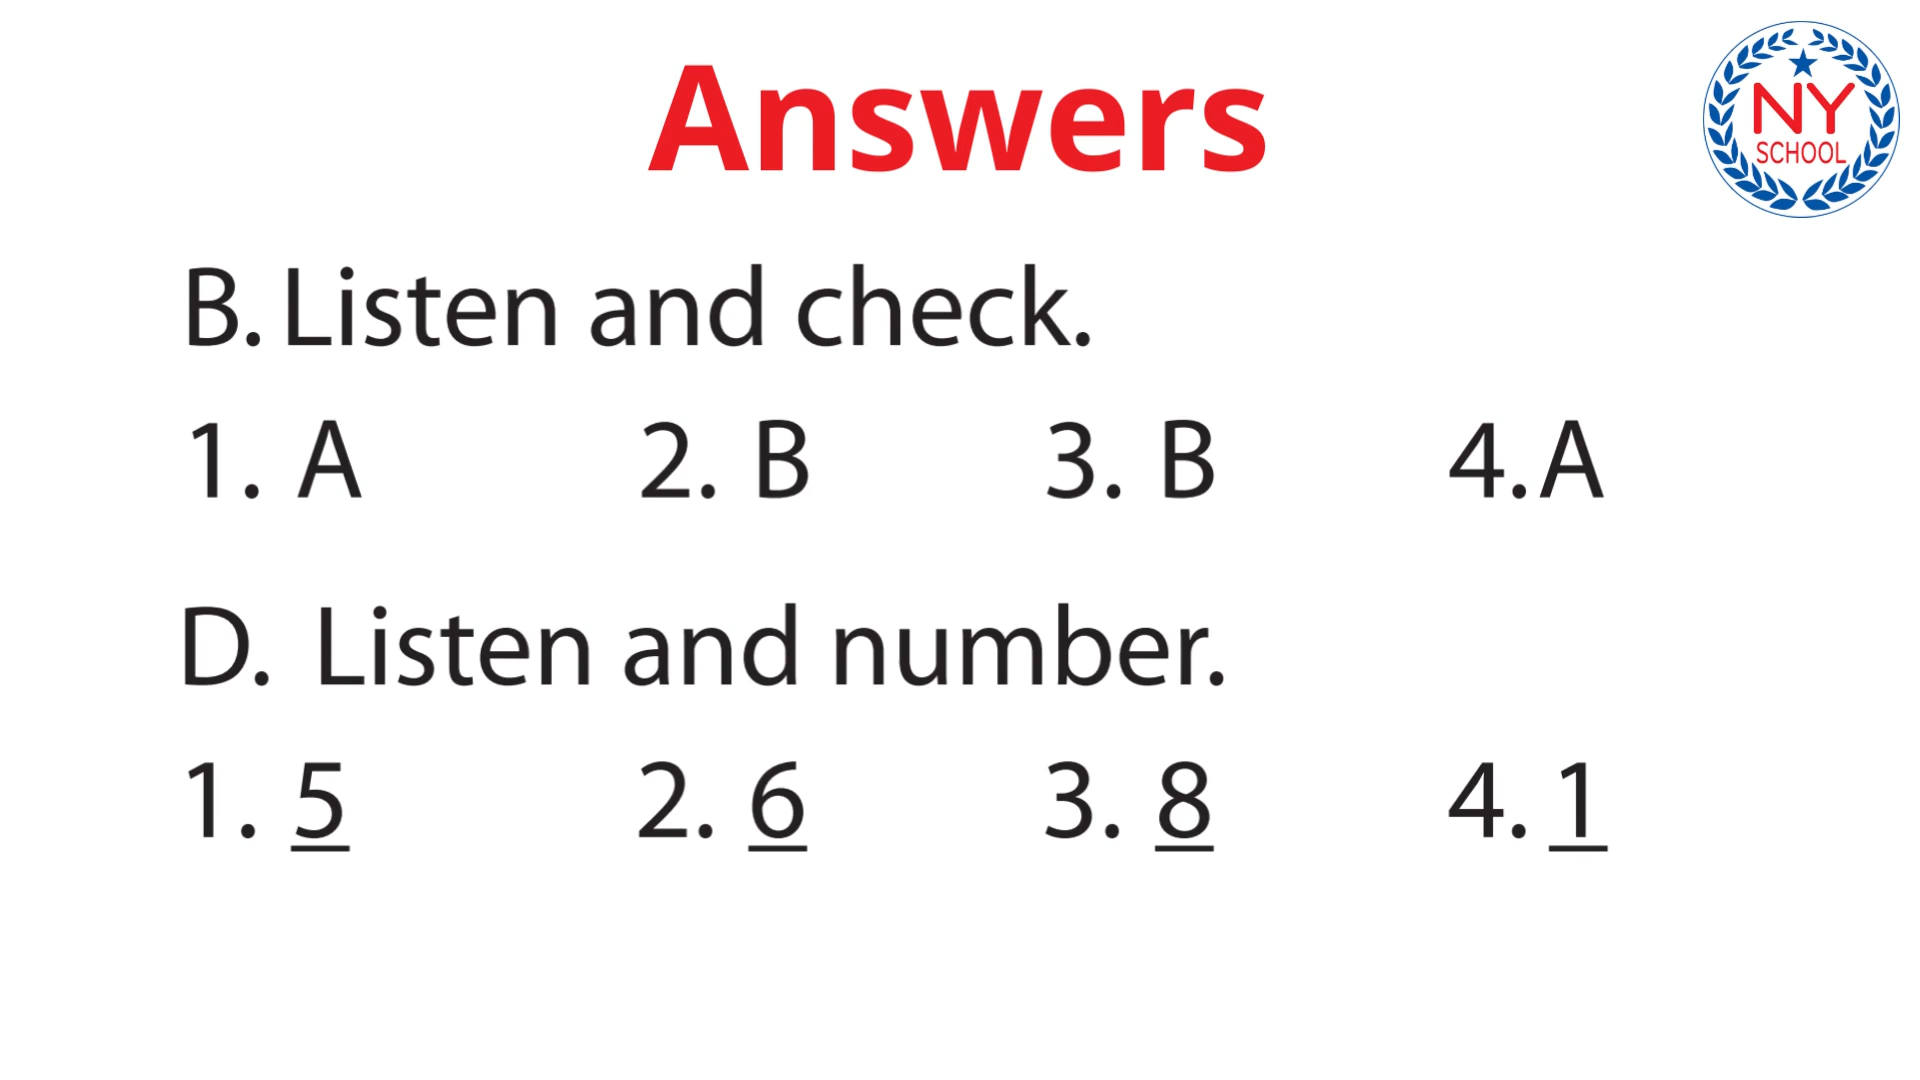 Answers
NY
SCHOOL
B. Listen and check.
1. A 2. B 3. B 4. A
D. Listen and number.
1. 5 2. 6 3. 8 4. 1